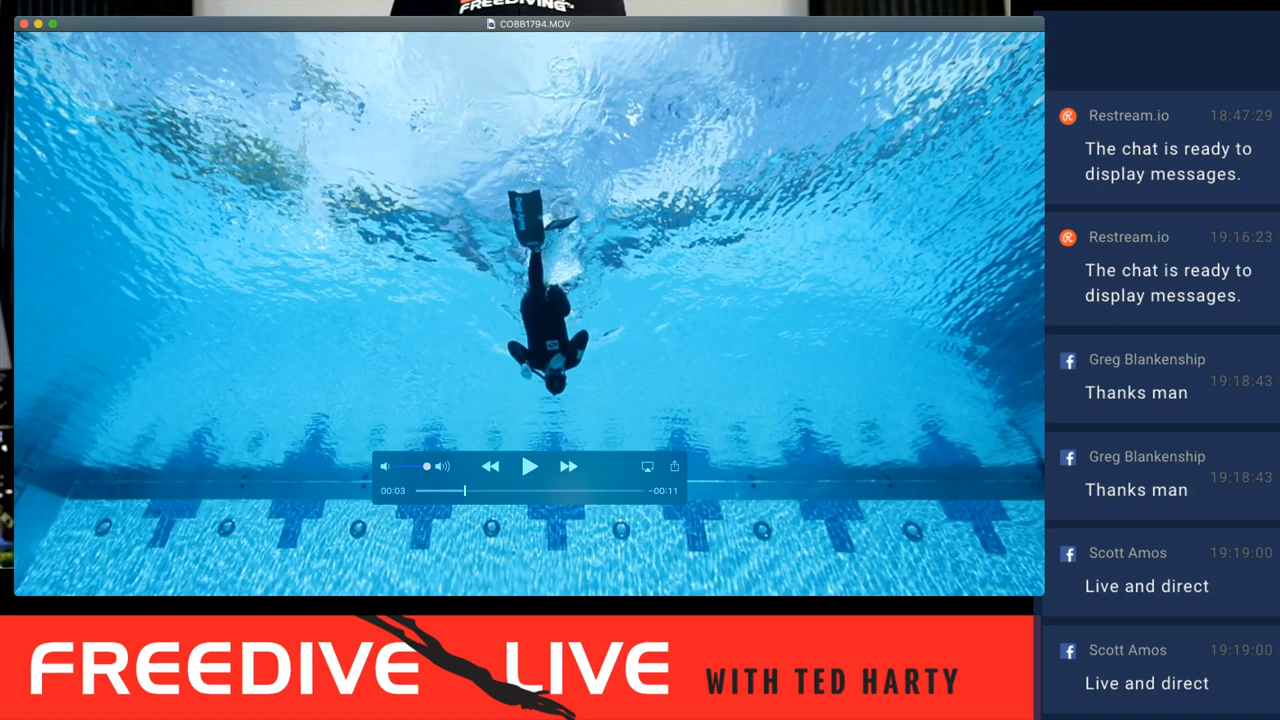 FREEDIVING
CO8B1794.MOV
00:03
-00:11
Restream.io 18:47:29
The chat is ready to
display messages.
Restream.io 19:16:23
The chat is ready to
display messages.
Greg Blankenship
19:18:43
Thanks man
Greg Blankenship
19:18:43
Thanks man
Scott Amos 19:19:00
Live and direct
Scott Amos 19:19:00
Live and direct
FREEDIVE LIVE WITH TED HARTY